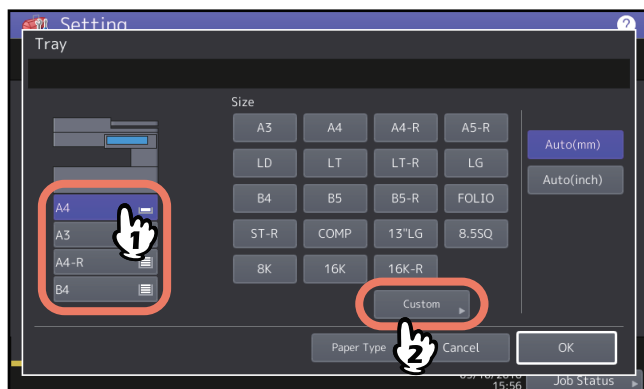 Setting
?
Tray
Size
A3 A4 A4-R A5-R
Auto(mm)
LD LT LT-R LG
Auto(inch)
B4 B5 B5-R FOLIO
A4
1
A3
ST-R COMP 13"LG 8.5SQ
A4-R
8K 16K 16K-R
B4
Custom
2
Paper Type Cancel OK
15:56 Job Status